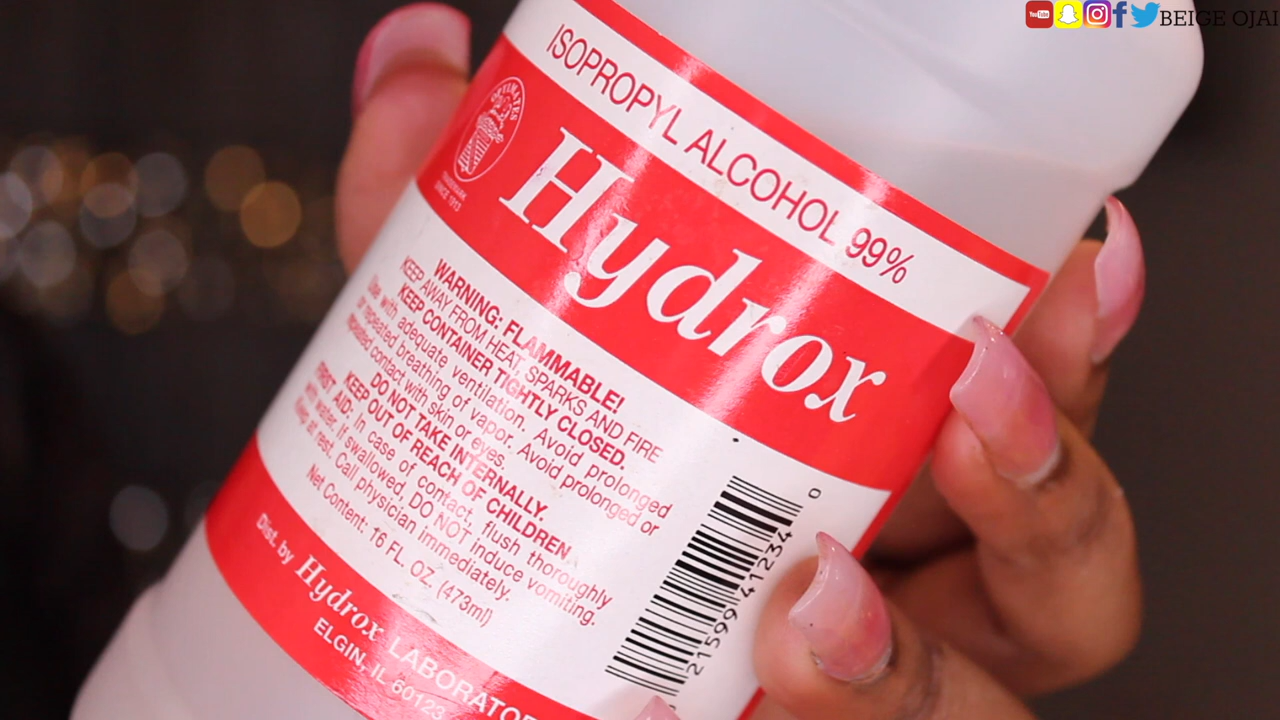 YouTube
BEIGE OJAI
ISOPROPYL ALCOHOL 99%
TRADEMARK
SINCE 1913
Hydrox
WARNING: FLAMMABLE!
KEEP AWAY FROM HEAT, SPARKS AND FIRE
KEEP CONTAINER TIGHTLY CLOSED.
Use with adequate ventilation. Avoid prolonged
or repeated breathing of vapor. Avoid prolonged or
repeated contact with skin or eyes.
DO NOT TAKE INTERNALLY.
KEEP OUT OF REACH OF CHILDREN
FIRST AID: In case of contact, flush thoroughly
with water. If swallowed, DO NOT induce vomiting.
Keep at rest. Call physician immediately.
Net Content: 16 FL. OZ. (473ml)
21599 41234 0
Dist. by Hydrox
ELGIN, IL 60123